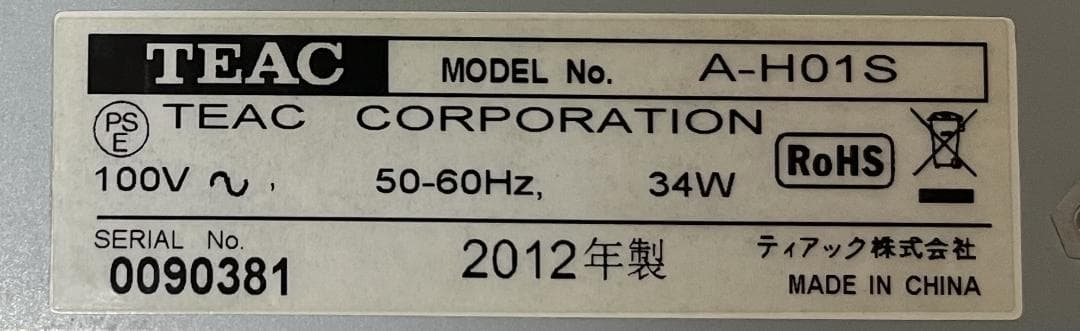 TEAC MODEL No. A-H01S
PSE TEAC CORPORATION
RoHS
100V ~, 50-60Hz, 34W
SERIAL No. 2012年製 ティアック株式会社
0090381 MADE IN CHINA